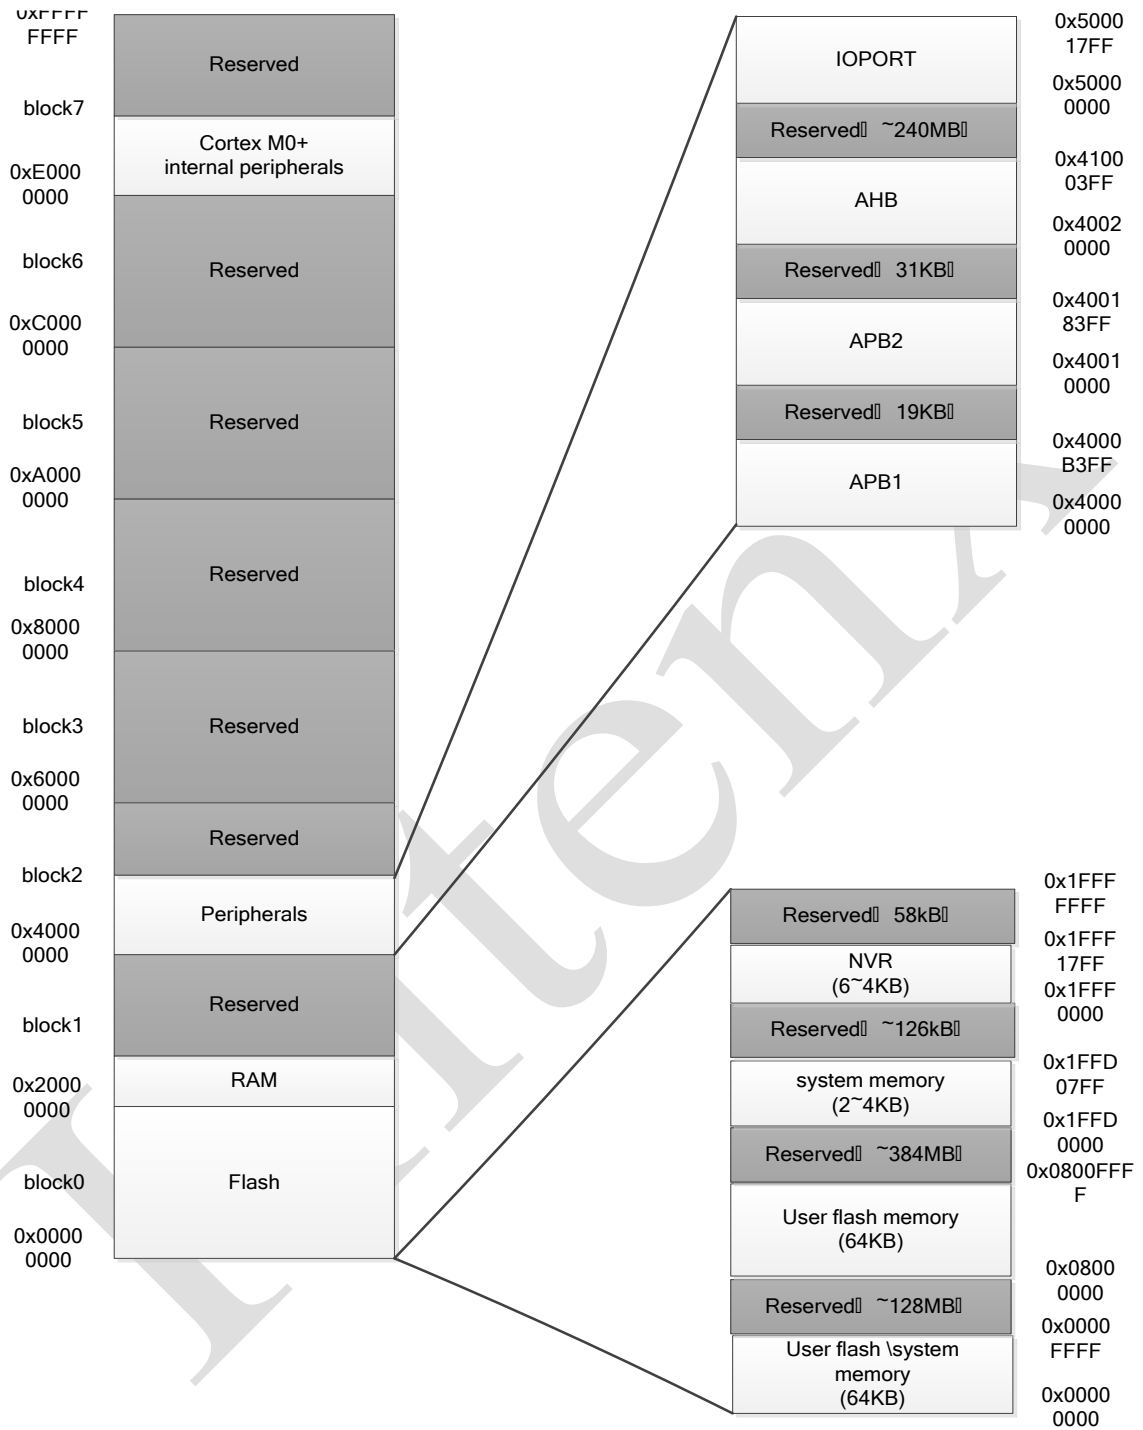 0xFFFF
FFFF
Reserved
block7
Cortex M0+
internal peripherals
0xE000
0000
block6
Reserved
0xC000
0000
block5
Reserved
0xA000
0000
block4
Reserved
0x8000
0000
block3
Reserved
0x6000
0000
Reserved
block2
Peripherals
0x4000
0000
Reserved
block1
RAM
0x2000
0000
block0
Flash
0x0000
0000
0x5000
17FF
IOPORT
0x5000
0000
Reserved ~240MB
0x4100
03FF
AHB
0x4002
0000
Reserved 31KB
0x4001
83FF
APB2
0x4001
0000
Reserved 19KB
0x4000
B3FF
APB1
0x4000
0000
0x1FFF
FFFF
Reserved 58kB
0x1FFF
17FF
NVR
(6~4KB)
0x1FFF
0000
Reserved ~126kB
0x1FFD
07FF
system memory
(2~4KB)
0x1FFD
0000
Reserved ~384MB
0x0800FFF
F
User flash memory
(64KB)
0x0800
0000
Reserved ~128MB
0x0000
FFFF
User flash \system
memory
(64KB)
0x0000
0000